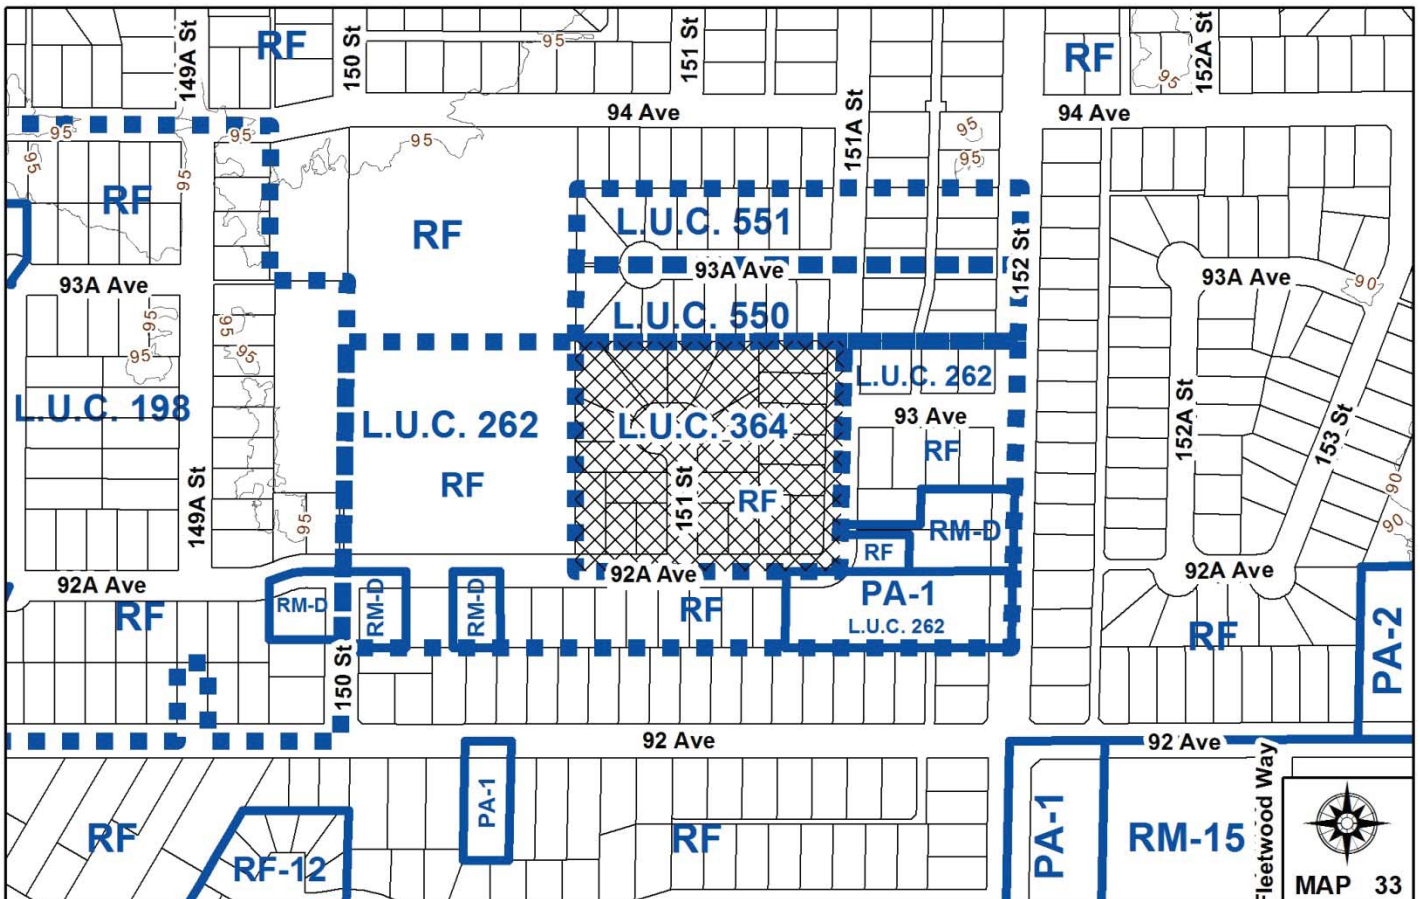 149A St
RF
150 St
95
151 St
RF
95
152A St
94 Ave
94 Ave
95
95
95
151A St
95
95
95
95
RF
RF
L.U.C. 551
152 St
93A Ave
93A Ave
93A Ave
90
L.U.C. 550
95
95
95
95
L.U.C. 262
L.U.C. 198
L.U.C. 262
L.U.C. 364
93 Ave
RF
152A St
153 St
RF
149A St
95
151 St
RF
RM-D
90
90
RF
92A Ave
92A Ave
92A Ave
RF
RM-D
RM-D
RM-D
RF
PA-1
L.U.C. 262
RF
PA-2
150 St
92 Ave
92 Ave
RF
RF-12
PA-1
RF
PA-1
RM-15
Fleetwood Way
MAP 33